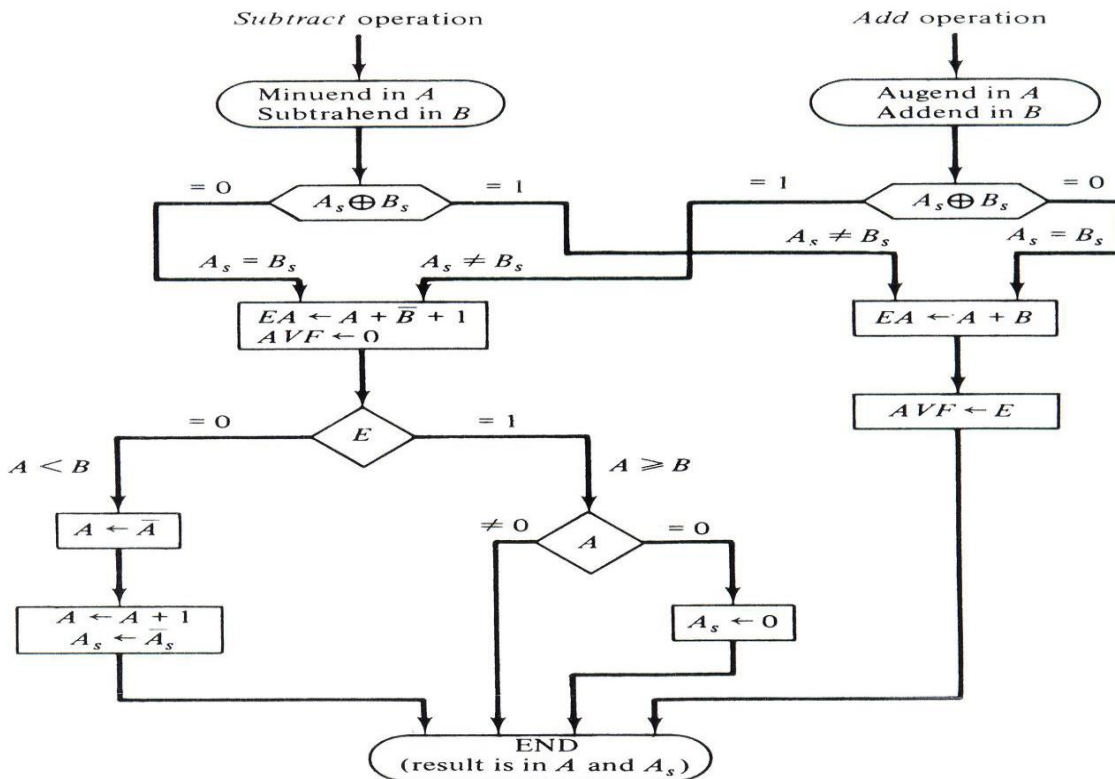 Subtract operation
Add operation
Minuend in A
Subtrahend in B
Augend in A
Addend in B
= 0
A_s ⊕ B_s
= 1
= 1
A_s ⊕ B_s
= 0
A_s = B_s
A_s ≠ B_s
A_s ≠ B_s
A_s = B_s
EA ← A + B̅ + 1
AVF ← 0
EA ← A + B
AVF ← E
= 0
E
= 1
A < B
A ⩾ B
A ← A̅
≠ 0
A
= 0
A ← A + 1
A_s ← A̅_s
A_s ← 0
END
(result is in A and A_s)